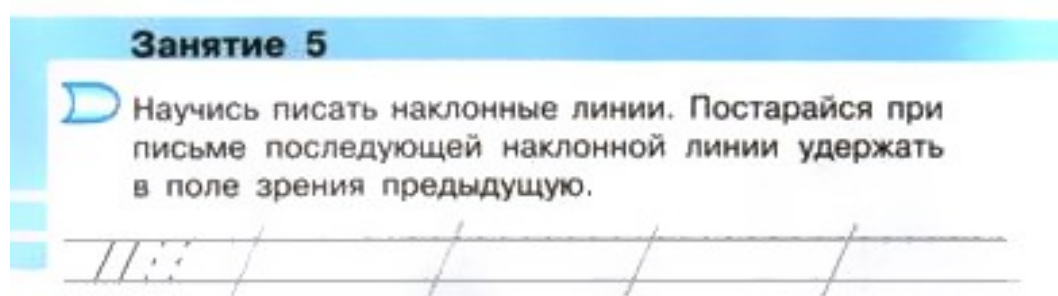 Занятие 5
Научись писать наклонные линии. Постарайся при
письме последующей наклонной линии удержать
в поле зрения предыдущую.